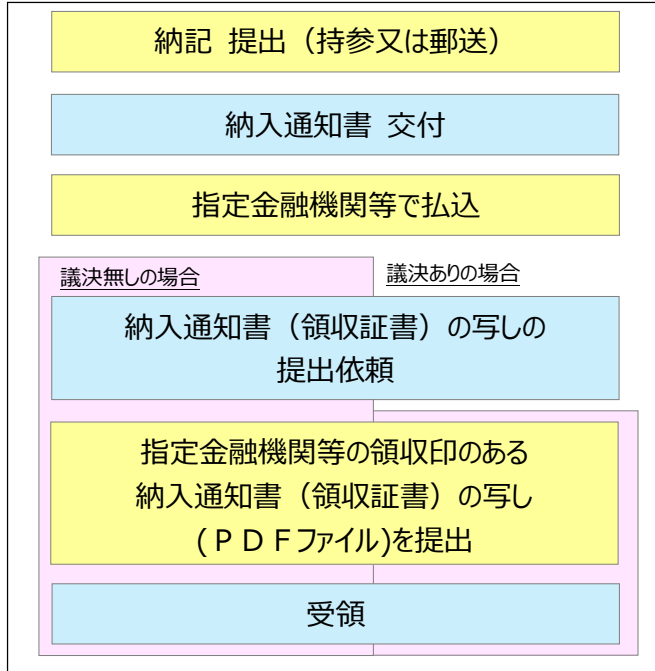 納記 提出（持参又は郵送）
納入通知書 交付
指定金融機関等で払込
議決無しの場合
議決ありの場合
納入通知書（領収証書）の写しの
提出依頼
指定金融機関等の領収印のある
納入通知書（領収証書）の写し
(ＰＤＦファイル)を提出
受領